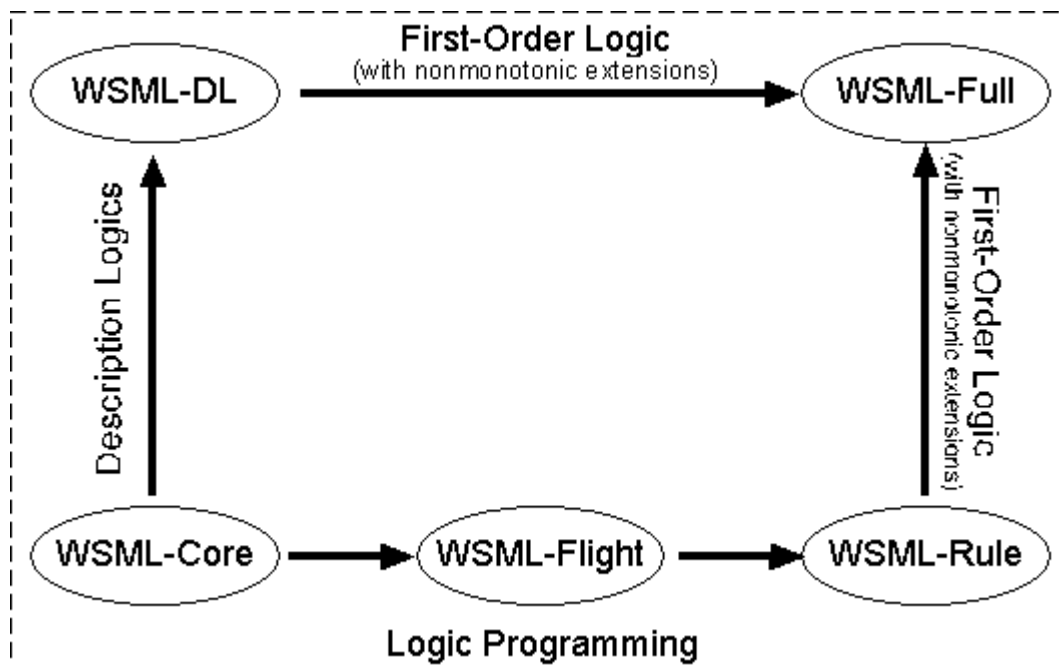 First-Order Logic
(with nonmonotonic extensions)
WSML-DL
WSML-Full
Description Logics
First-Order Logic
(with nonmonotonic extensions)
WSML-Core
WSML-Flight
WSML-Rule
Logic Programming